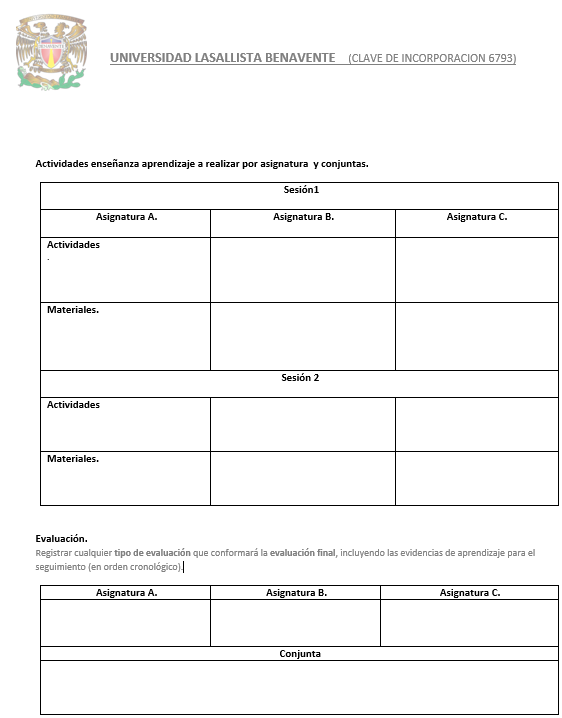 UNIVERSIDAD LASALLISTA BENAVENTE (CLAVE DE INCORPORACION 6793)
Actividades enseñanza aprendizaje a realizar por asignatura y conjuntas.
Sesión1
Asignatura A. Asignatura B. Asignatura C.
Actividades
.
Materiales.
Sesión 2
Actividades
Materiales.
Evaluación.
Registrar cualquier tipo de evaluación que conformará la evaluación final, incluyendo las evidencias de aprendizaje para el
seguimiento (en orden cronológico).
Asignatura A. Asignatura B. Asignatura C.
Conjunta